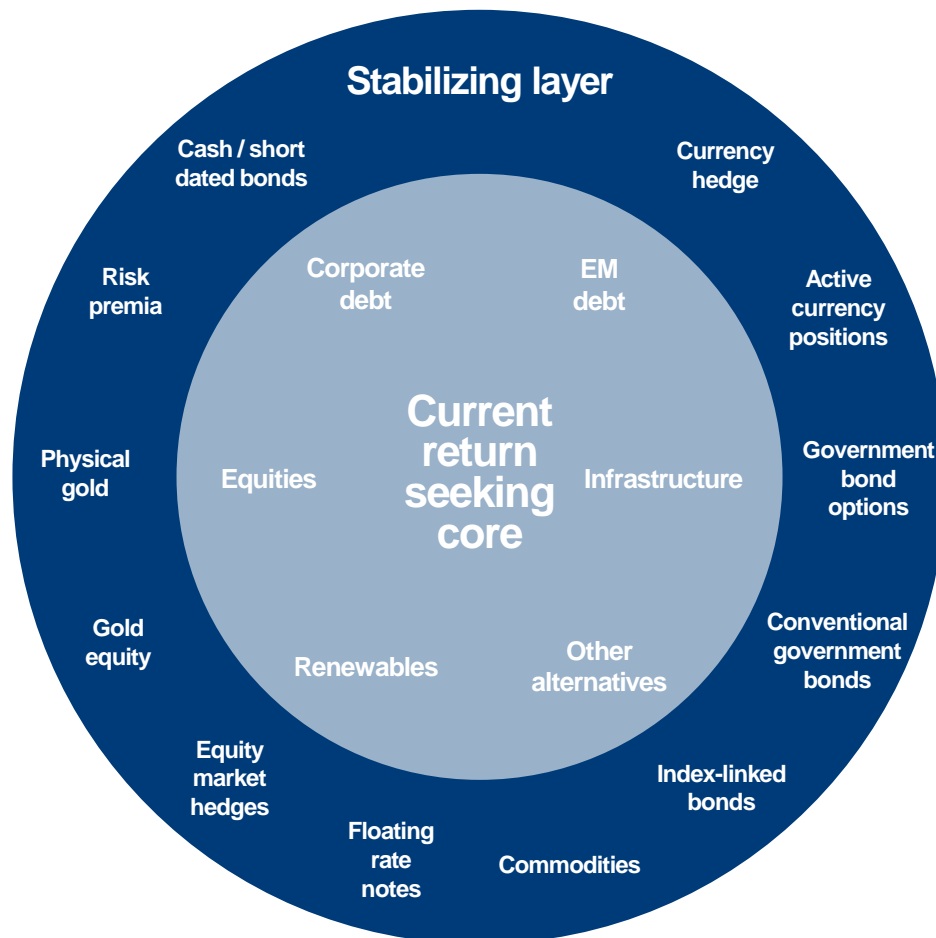 Stabilizing layer
Cash / short
dated bonds
Currency
hedge
Risk
premia
Corporate
debt
EM
debt
Active
currency
positions
Physical
gold
Equities
Current
return
seeking
core
Infrastructure
Government
bond
options
Gold
equity
Renewables
Other
alternatives
Conventional
government
bonds
Equity
market
hedges
Index-linked
bonds
Floating
rate
notes
Commodities